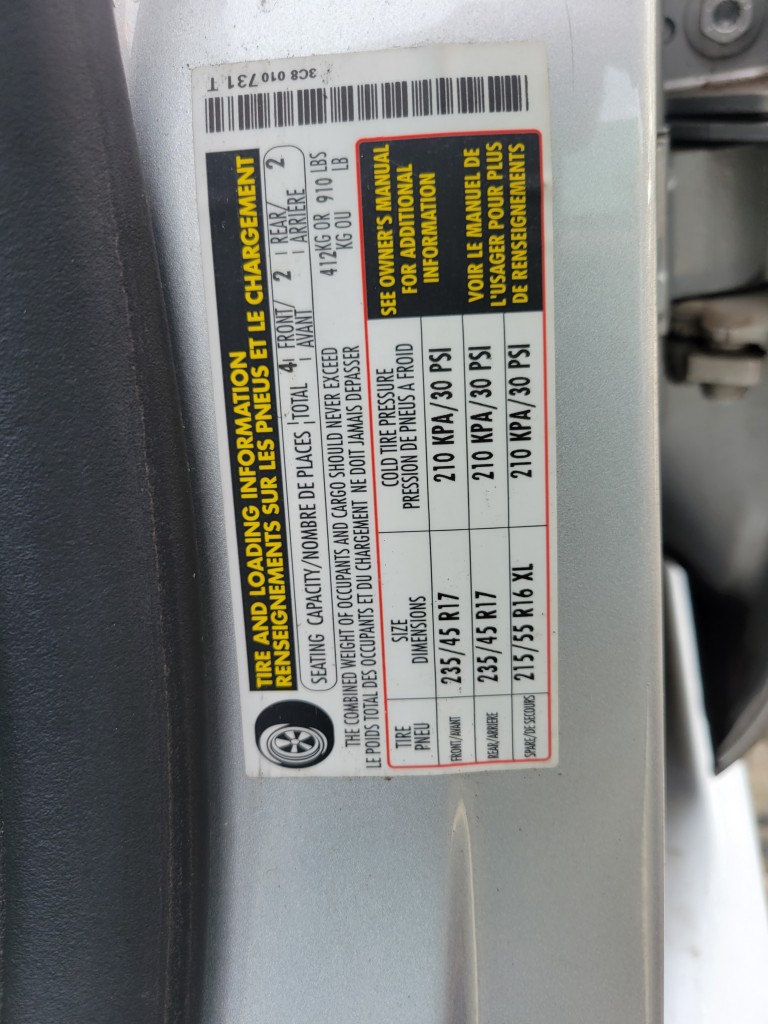 3C8 010 731 T
TIRE AND LOADING INFORMATION
RENSEIGNEMENTS SUR LES PNEUS ET LE CHARGEMENT
SEATING CAPACITY/NOMBRE DE PLACES | TOTAL 4 | FRONT/AVANT 2 | REAR/ARRIERE 2
THE COMBINED WEIGHT OF OCCUPANTS AND CARGO SHOULD NEVER EXCEED 412KG OR 910 LBS
LE POIDS TOTAL DES OCCUPANTS ET DU CHARGEMENT NE DOIT JAMAIS DEPASSER KG OU LB
TIRE PNEU SIZE DIMENSIONS COLD TIRE PRESSURE PRESSION DE PNEUS A FROID
FRONT/AVANT 235/45 R17 210 KPA/30 PSI
REAR/ARRIERE 235/45 R17 210 KPA/30 PSI
SPARE/DE SECOURS 215/55 R16 XL 210 KPA/30 PSI
SEE OWNER'S MANUAL
FOR ADDITIONAL
INFORMATION
VOIR LE MANUEL DE
L'USAGER POUR PLUS
DE RENSEIGNEMENTS